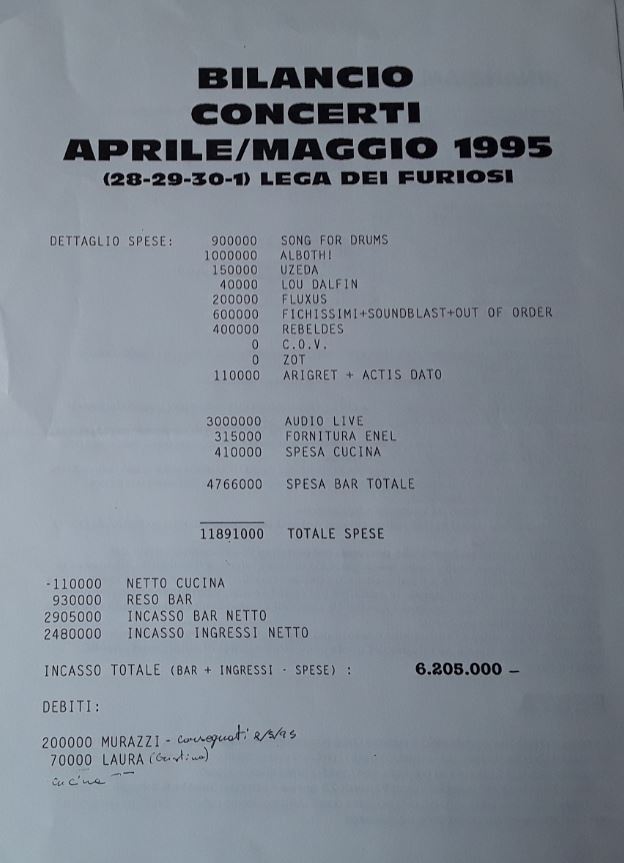 BILANCIO
CONCERTI
APRILE/MAGGIO 1995
(28-29-30-1) LEGA DEI FURIOSI
DETTAGLIO SPESE: 900000 SONG FOR DRUMS
1000000 ALBOTH!
150000 UZEDA
40000 LOU DALFIN
200000 FLUXUS
600000 FICHISSIMI+SOUNDBLAST+OUT OF ORDER
400000 REBELDES
0 C.O.V.
0 ZOT
110000 ARIGRET + ACTIS DATO
3000000 AUDIO LIVE
315000 FORNITURA ENEL
410000 SPESA CUCINA
4766000 SPESA BAR TOTALE
11891000 TOTALE SPESE
-110000 NETTO CUCINA
930000 RESO BAR
2905000 INCASSO BAR NETTO
2480000 INCASSO INGRESSI NETTO
INCASSO TOTALE (BAR + INGRESSI - SPESE) : 6.205.000 –
DEBITI:
200000 MURAZZI - consegnati 2/5/95
70000 LAURA
cucina